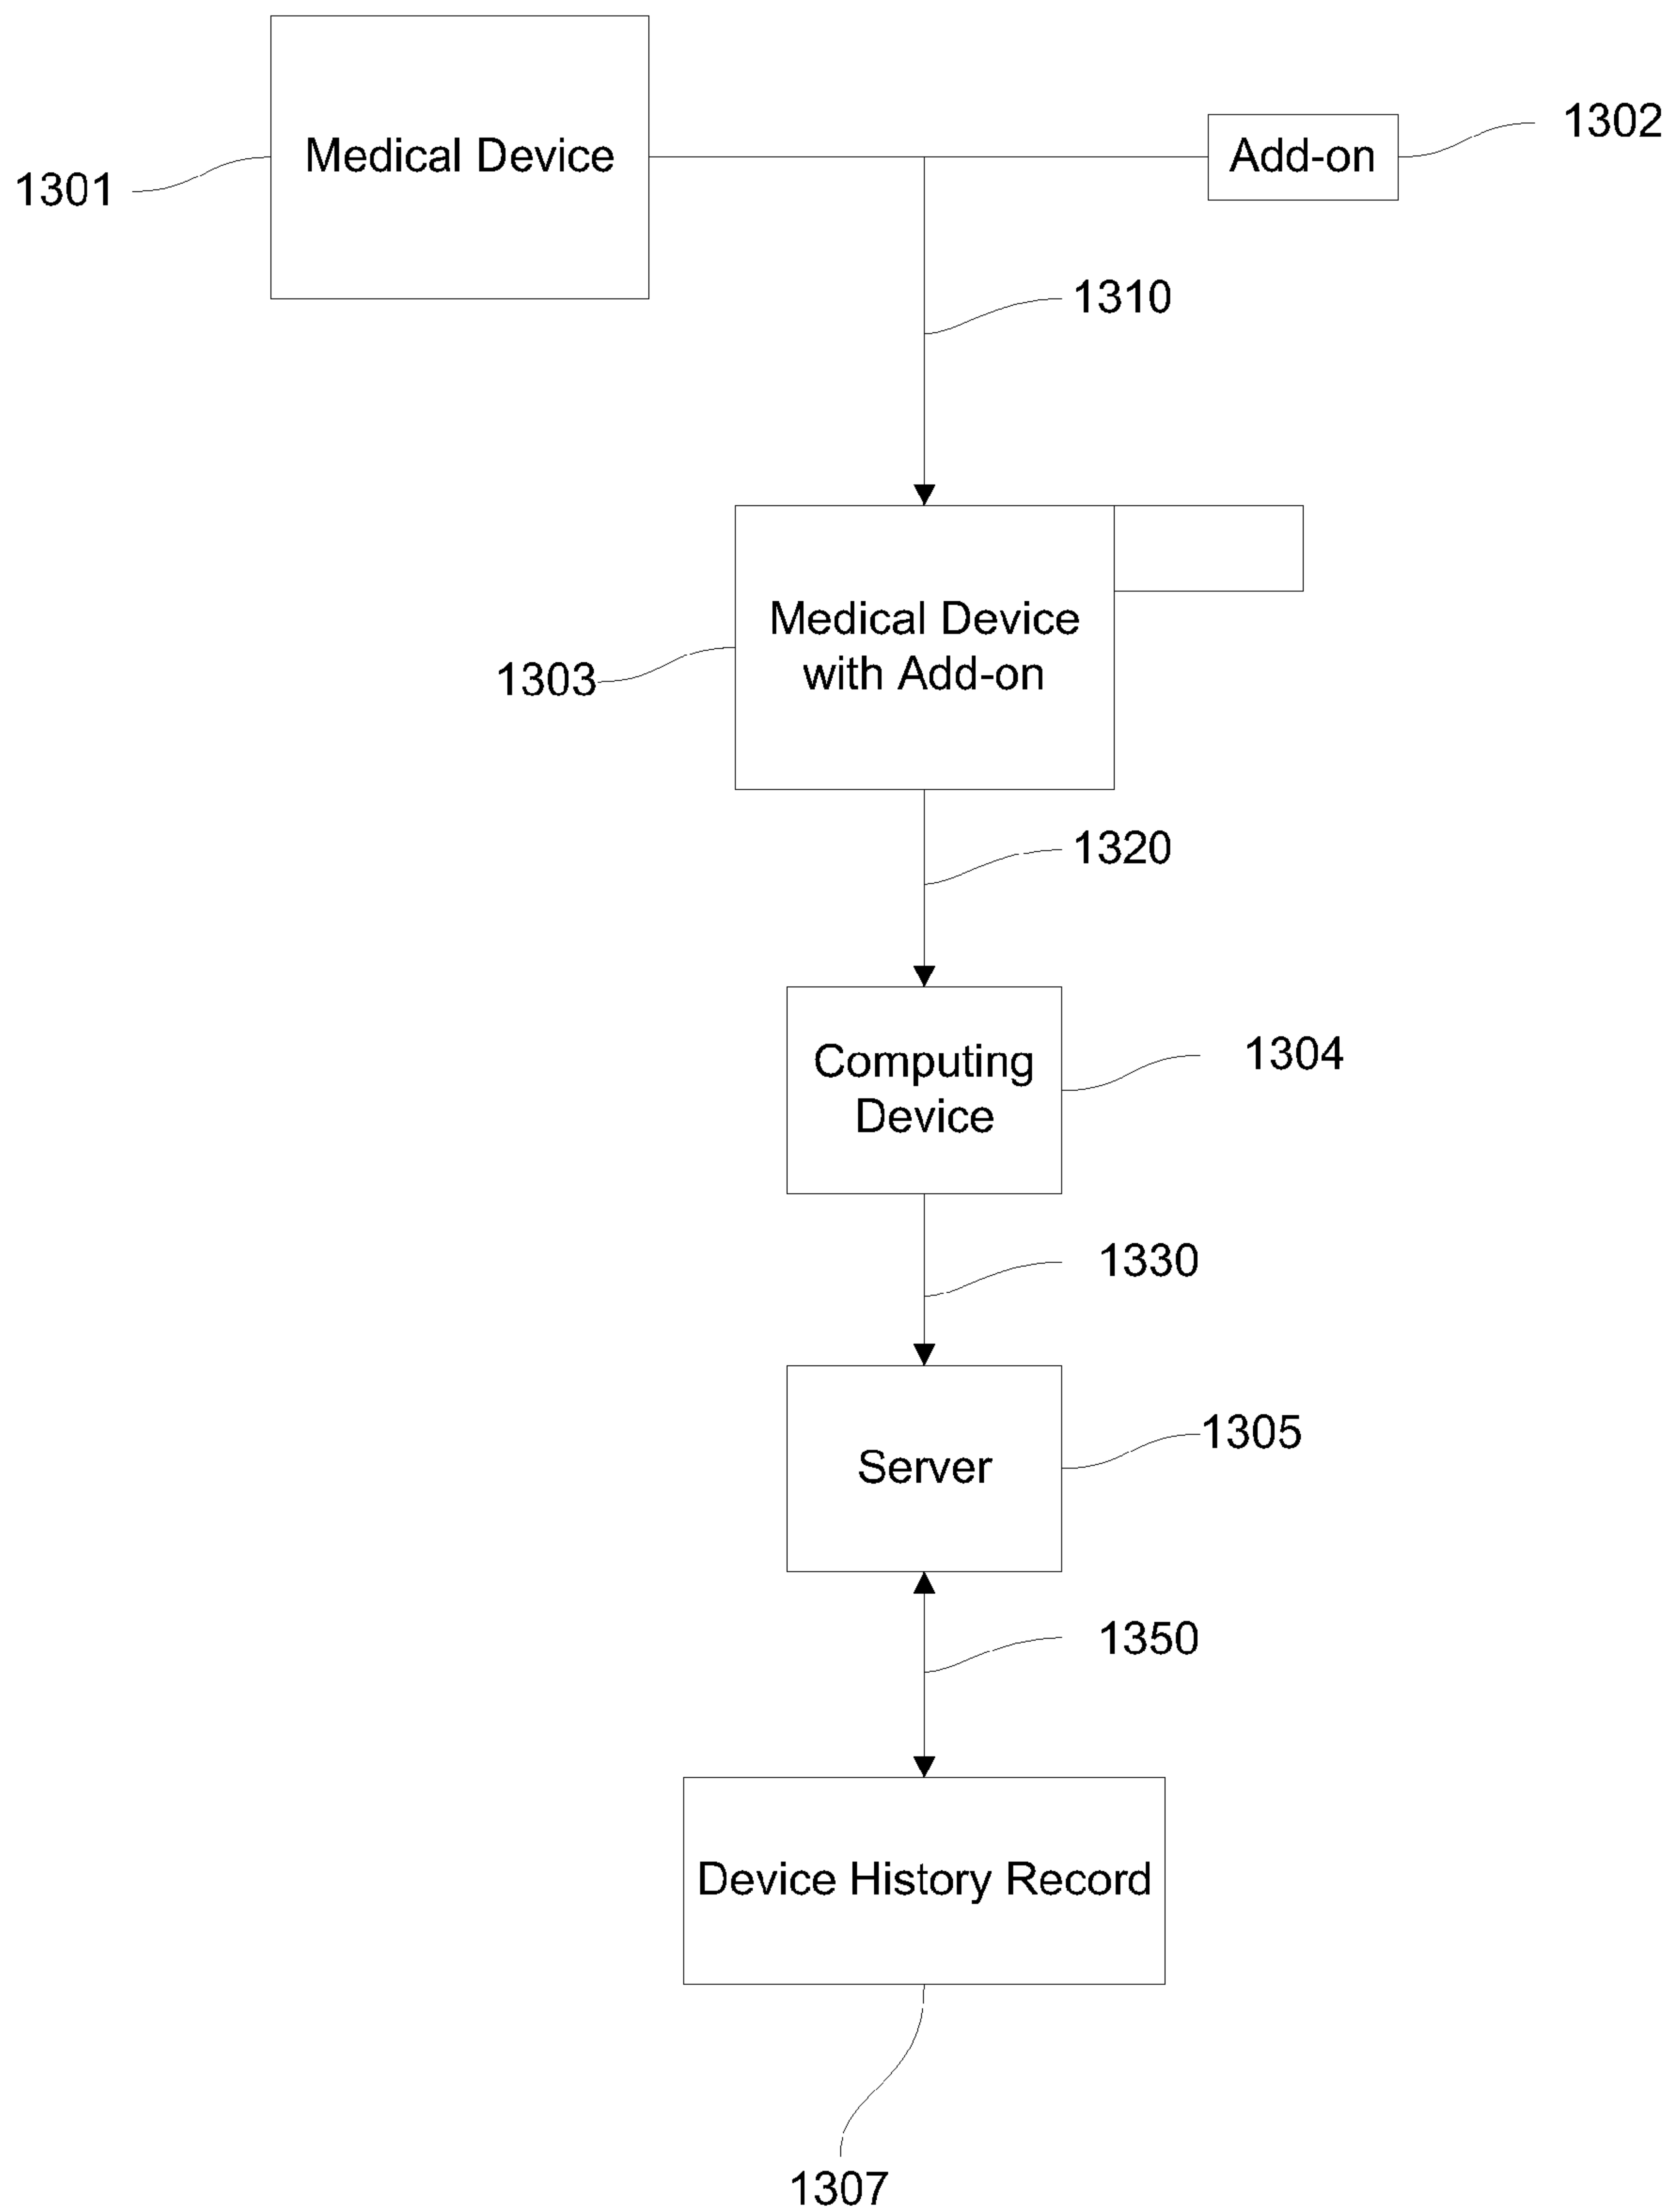 1302
Medical Device
Add-on
1301
1310
Medical Device
with Add-on
1303
1320
Computing
Device
1304
1330
Server
1305
1350
Device History Record
1307